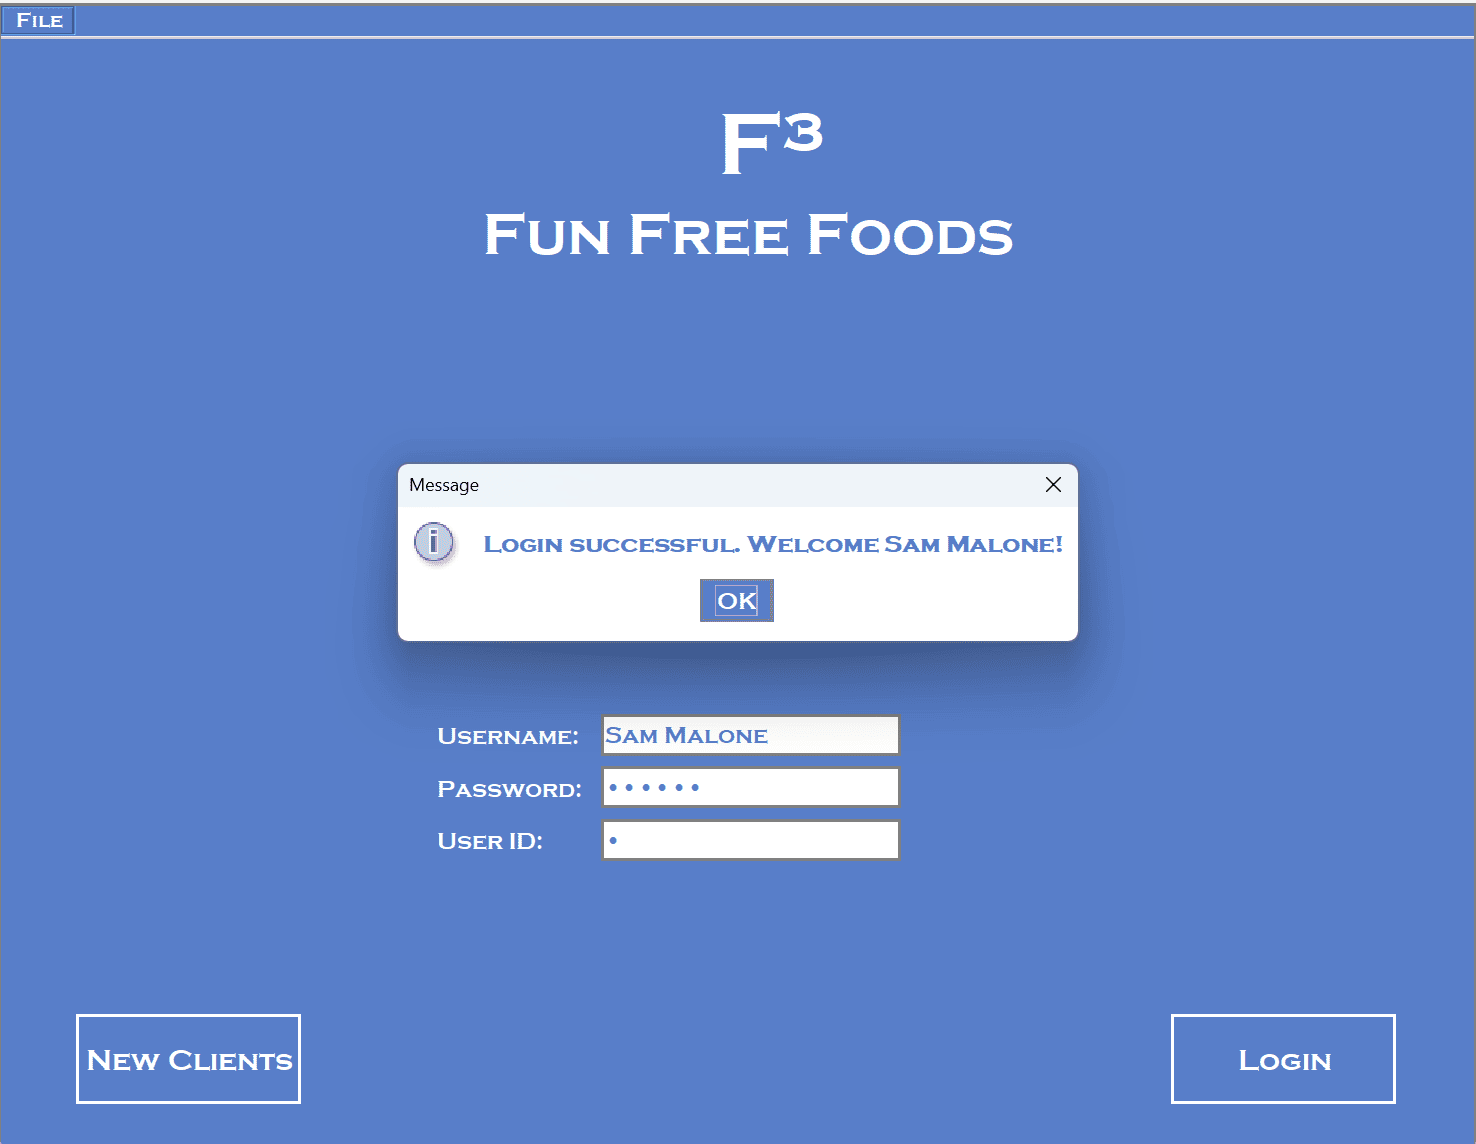 File
F³
Fun Free Foods
Message
Login successful. Welcome Sam Malone!
OK
Username: Sam Malone
Password: ••••••
User ID: •
New Clients
Login